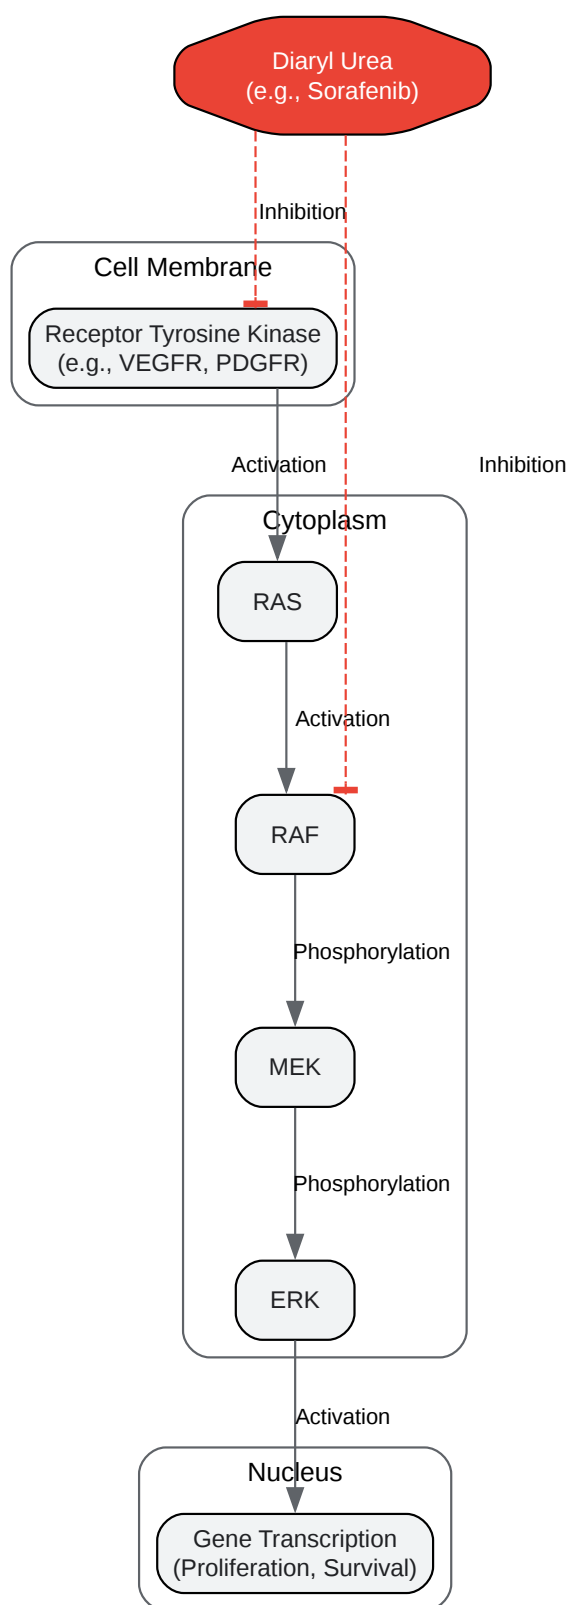 Diaryl Urea
(e.g., Sorafenib)
Inhibition
Cell Membrane
Receptor Tyrosine Kinase
(e.g., VEGFR, PDGFR)
Activation
Inhibition
Cytoplasm
RAS
Activation
RAF
Phosphorylation
MEK
Phosphorylation
ERK
Activation
Nucleus
Gene Transcription
(Proliferation, Survival)